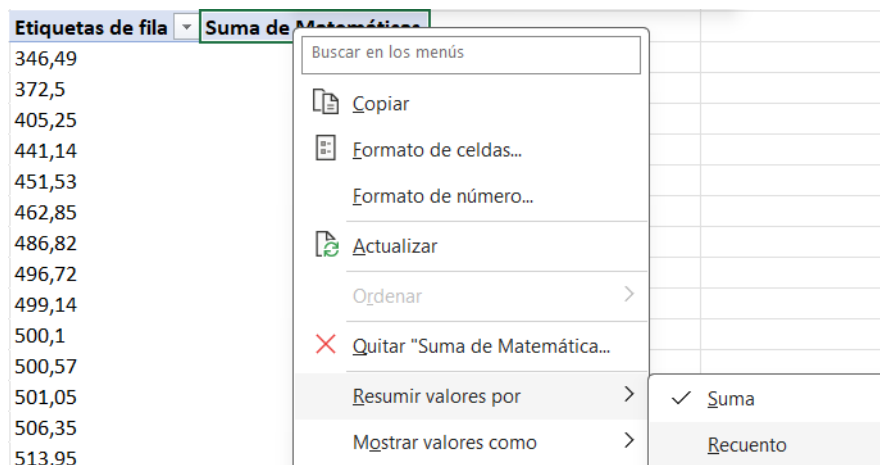 Etiquetas de fila Suma de Matemáticas
Buscar en los menús
346,49
372,5
Copiar
405,25
441,14
Formato de celdas...
451,53
462,85
Formato de número...
486,82
Actualizar
496,72
499,14
Ordenar
500,1
Quitar "Suma de Matemática...
500,57
501,05
Resumir valores por
Suma
506,35
Mostrar valores como
Recuento
513,95